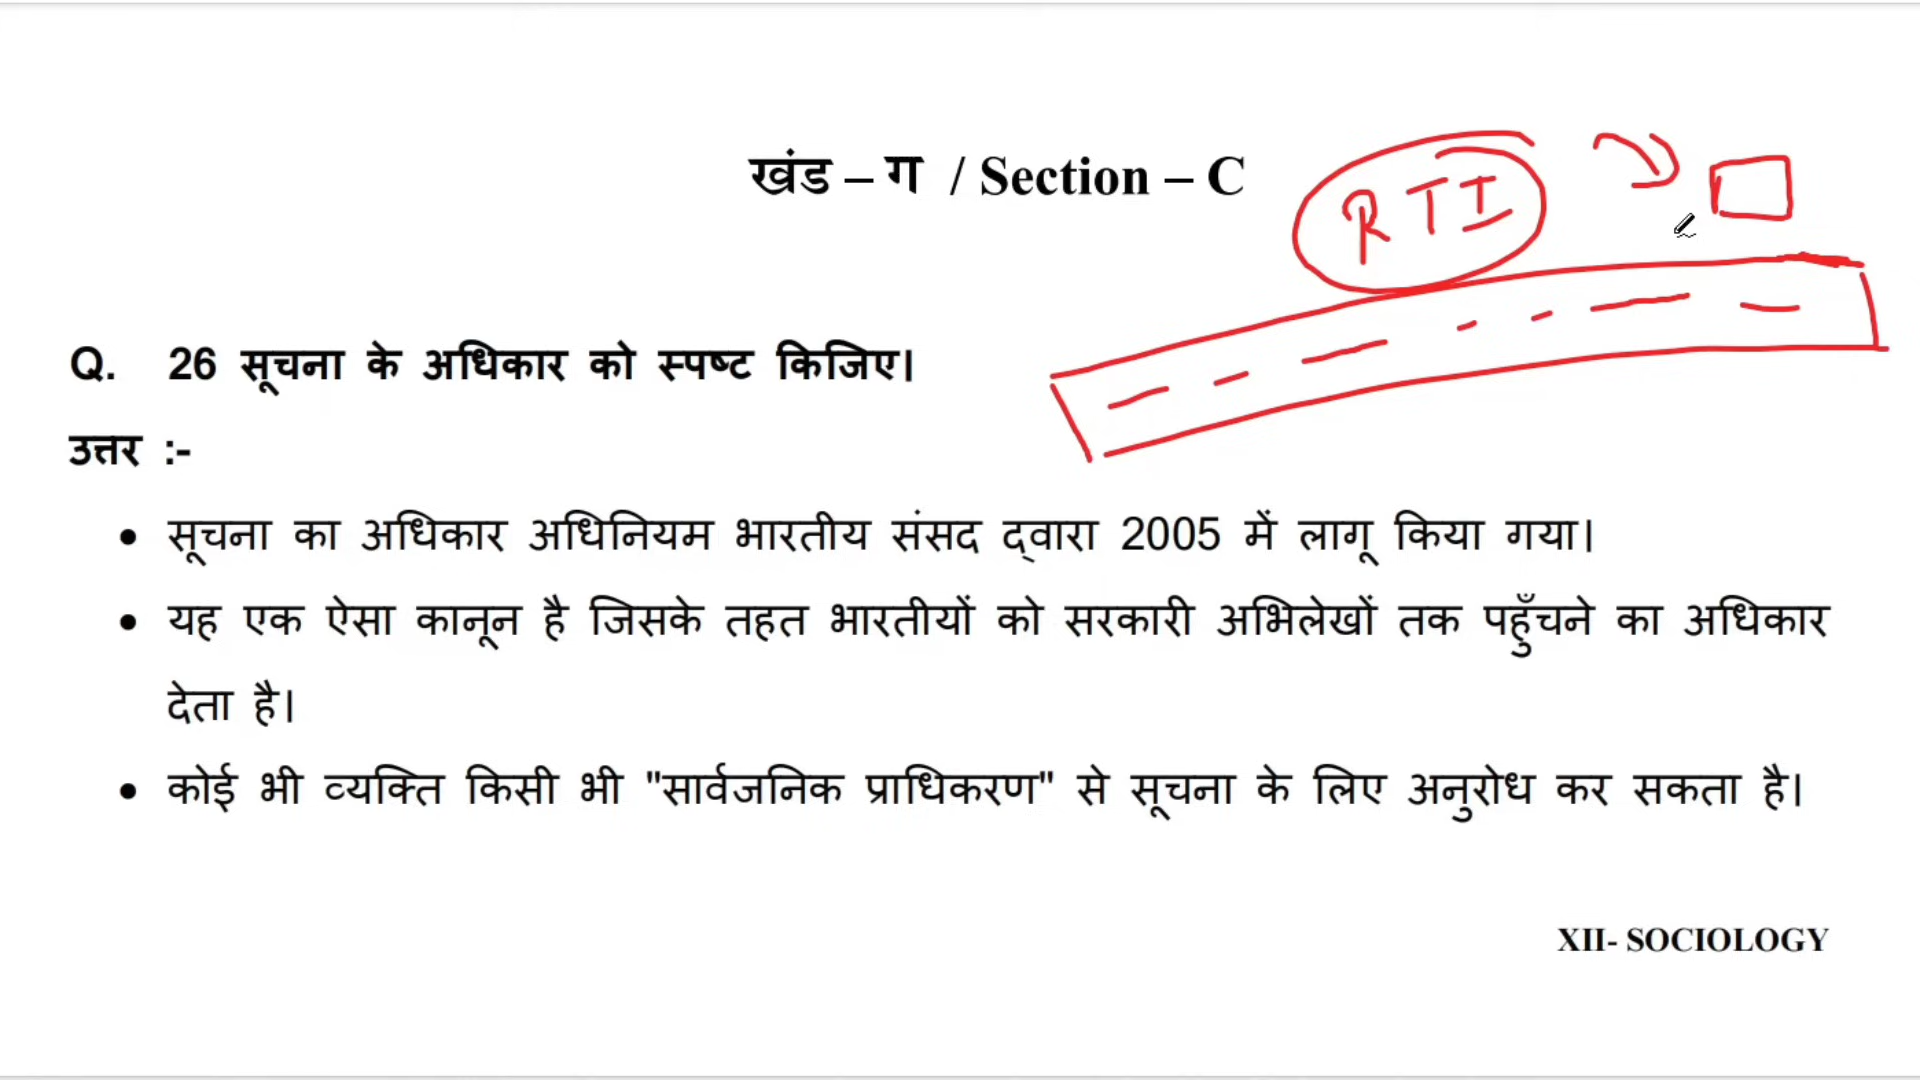 खंड – ग / Section – C
RTI
Q. 26 सूचना के अधिकार को स्पष्ट किजिए।
उत्तर :-
• सूचना का अधिकार अधिनियम भारतीय संसद द्वारा 2005 में लागू किया गया।
• यह एक ऐसा कानून है जिसके तहत भारतीयों को सरकारी अभिलेखों तक पहुँचने का अधिकार
देता है।
• कोई भी व्यक्ति किसी भी "सार्वजनिक प्राधिकरण" से सूचना के लिए अनुरोध कर सकता है।
XII- SOCIOLOGY